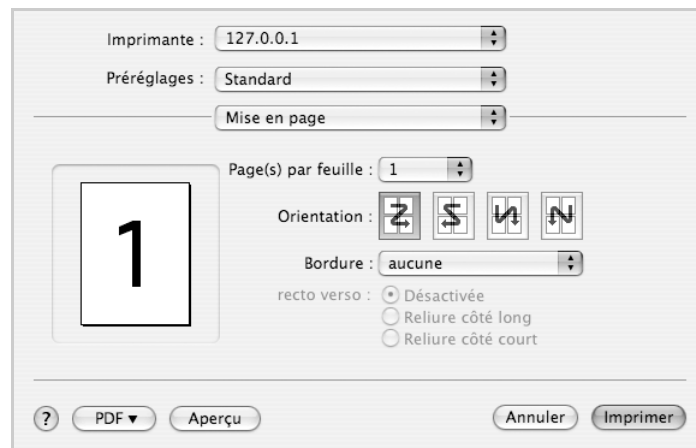 Imprimante : 127.0.0.1
Préréglages : Standard
Mise en page
Page(s) par feuille : 1
1
Orientation :
Bordure : aucune
recto verso : Désactivée
Reliure côté long
Reliure côté court
? PDF▼ Aperçu Annuler Imprimer